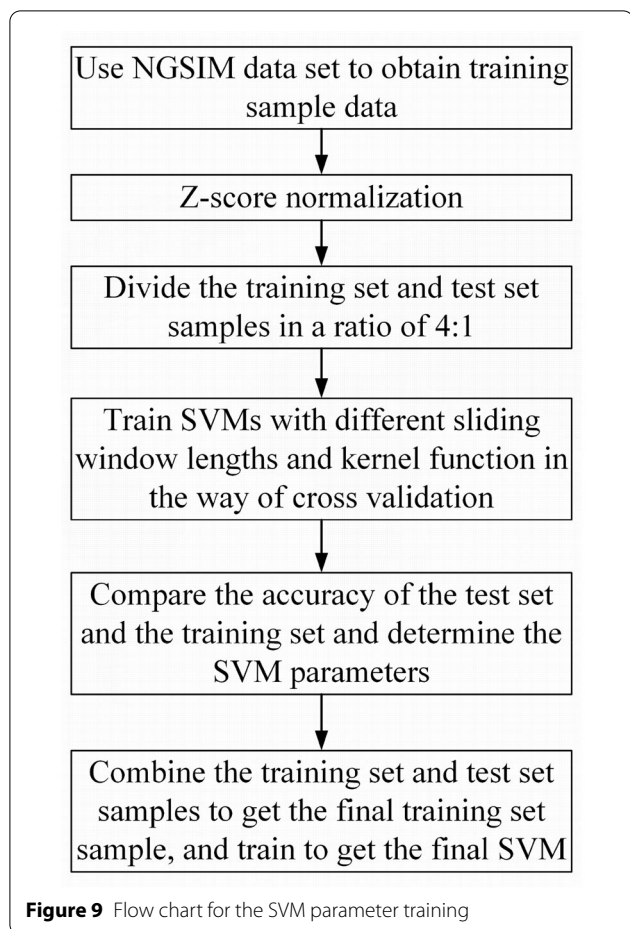 Use NGSIM data set to obtain training
sample data
Z-score normalization
Divide the training set and test set
samples in a ratio of 4:1
Train SVMs with different sliding
window lengths and kernel function in
the way of cross validation
Compare the accuracy of the test set
and the training set and determine the
SVM parameters
Combine the training set and test set
samples to get the final training set
sample, and train to get the final SVM
Figure 9 Flow chart for the SVM parameter training